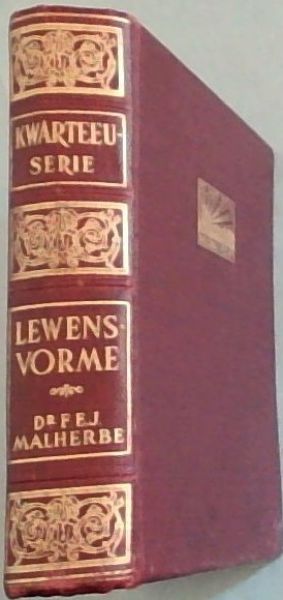 KWARTEEU-
SERIE
LEWENS-
VORME
DR F E J
MALHERBE